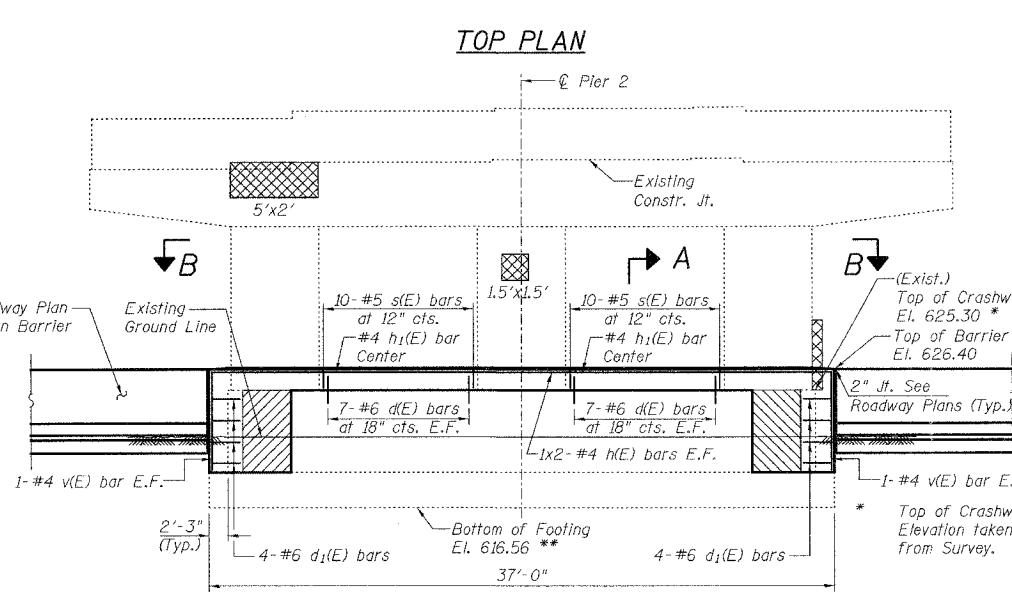 TOP PLAN
℄ Pier 2
Existing
Constr. Jt.
5'x2'
B
A
B
1.5'x1.5'
(Exist.)
Top of Crashw
El. 625.30 *
Top of Barrier
El. 626.40
way Plan
n Barrier
Existing
Ground Line
10-#5 s(E) bars
at 12" cts.
#4 h₁(E) bar
Center
10-#5 s(E) bars
at 12" cts.
#4 h₁(E) bar
Center
2" Jt. See
Roadway Plans (Typ.)
7-#6 d(E) bars
at 18" cts. E.F.
7-#6 d(E) bars
at 18" cts. E.F.
1x2-#4 h(E) bars E.F.
1-#4 v(E) bar E.F.
1-#4 v(E) bar E.
* Top of Crashw
Elevation taken
from Survey.
2'-3"
(Typ.)
Bottom of Footing
El. 616.56 **
4-#6 d₁(E) bars
4-#6 d₁(E) bars
37'-0"